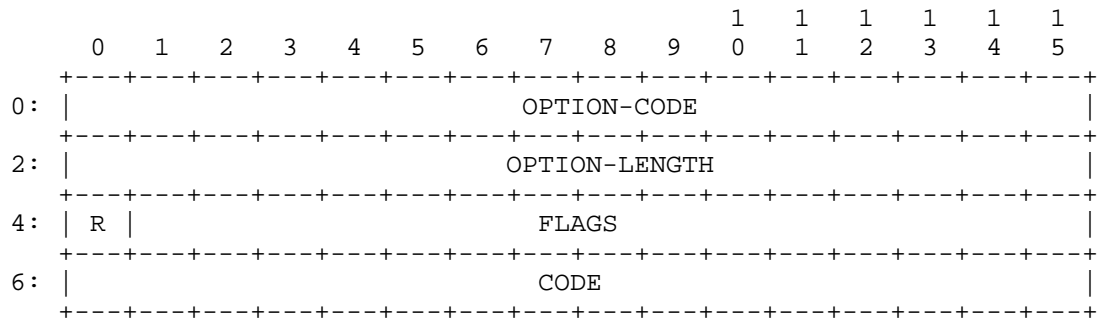 1   1   1   1   1   1
     0   1   2   3   4   5   6   7   8   9   0   1   2   3   4   5
   +---+---+---+---+---+---+---+---+---+---+---+---+---+---+---+---+
0: |                          OPTION-CODE                          |
   +---+---+---+---+---+---+---+---+---+---+---+---+---+---+---+---+
2: |                         OPTION-LENGTH                         |
   +---+---+---+---+---+---+---+---+---+---+---+---+---+---+---+---+
4: | R |                         FLAGS                             |
   +---+---+---+---+---+---+---+---+---+---+---+---+---+---+---+---+
6: |                           CODE                                |
   +---+---+---+---+---+---+---+---+---+---+---+---+---+---+---+---+